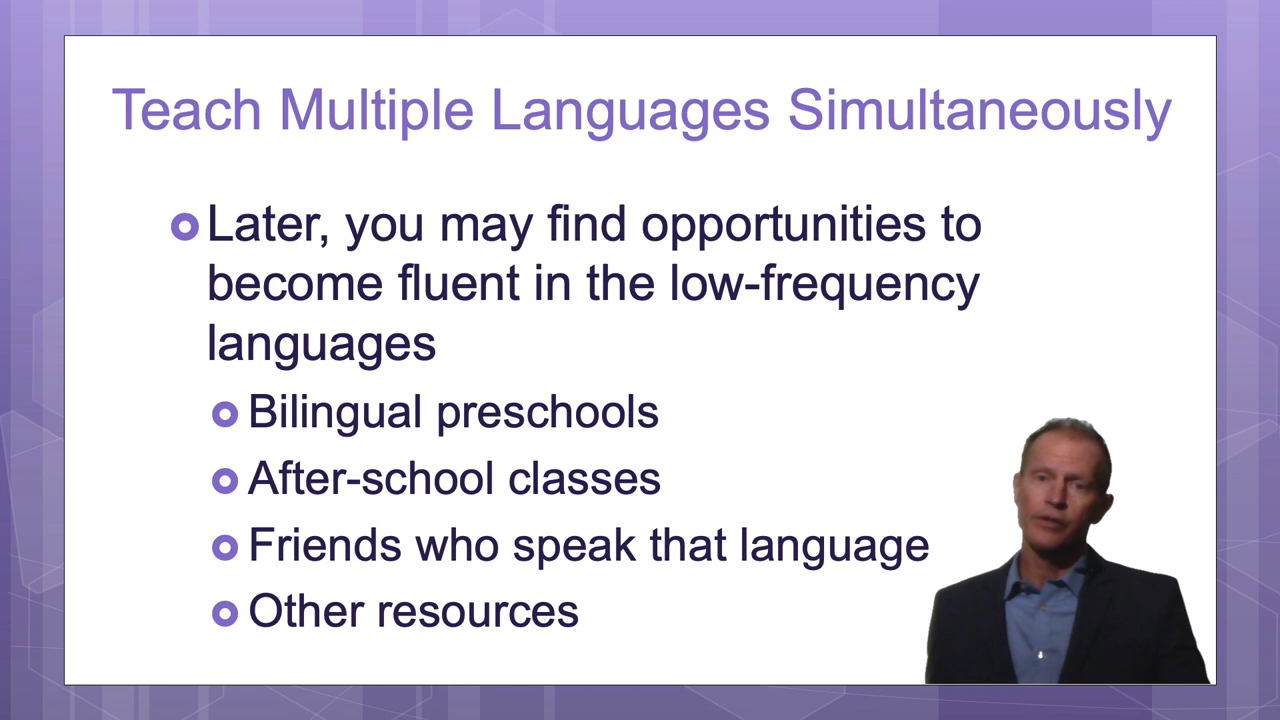 Teach Multiple Languages Simultaneously
Later, you may find opportunities to
become fluent in the low-frequency
languages
Bilingual preschools
After-school classes
Friends who speak that language
Other resources